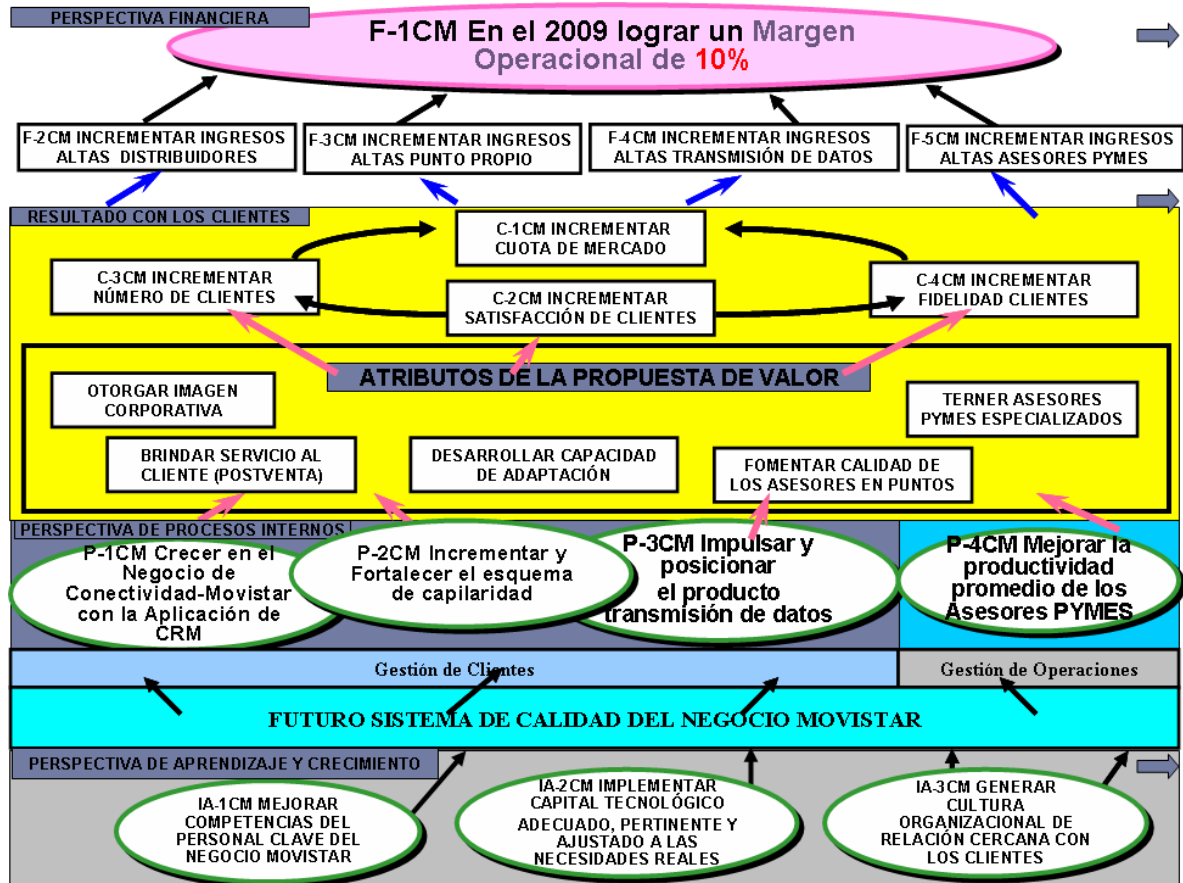 PERSPECTIVA FINANCIERA
F-1CM En el 2009 lograr un Margen
Operacional de 10%
F-2CM INCREMENTAR INGRESOS
ALTAS DISTRIBUIDORES
F-3CM INCREMENTAR INGRESOS
ALTAS PUNTO PROPIO
F-4CM INCREMENTAR INGRESOS
ALTAS TRANSMISIÓN DE DATOS
F-5CM INCREMENTAR INGRESOS
ALTAS ASESORES PYMES
RESULTADO CON LOS CLIENTES
C-1CM INCREMENTAR
CUOTA DE MERCADO
C-3CM INCREMENTAR
NÚMERO DE CLIENTES
C-2CM INCREMENTAR
SATISFACCIÓN DE CLIENTES
C-4CM INCREMENTAR
FIDELIDAD CLIENTES
ATRIBUTOS DE LA PROPUESTA DE VALOR
OTORGAR IMAGEN
CORPORATIVA
TERNER ASESORES
PYMES ESPECIALIZADOS
BRINDAR SERVICIO AL
CLIENTE (POSTVENTA)
DESARROLLAR CAPACIDAD
DE ADAPTACIÓN
FOMENTAR CALIDAD DE
LOS ASESORES EN PUNTOS
PERSPECTIVA DE PROCESOS INTERNOS
P-1CM Crecer en el
Negocio de
Conectividad-Movistar
con la Aplicación de
CRM
P-2CM Incrementar y
Fortalecer el esquema
de capilaridad
P-3CM Impulsar y
posicionar
el producto
transmisión de datos
P-4CM Mejorar la
productividad
promedio de los
Asesores PYMES
Gestión de Clientes
Gestión de Operaciones
FUTURO SISTEMA DE CALIDAD DEL NEGOCIO MOVISTAR
PERSPECTIVA DE APRENDIZAJE Y CRECIMIENTO
IA-1CM MEJORAR
COMPETENCIAS DEL
PERSONAL CLAVE DEL
NEGOCIO MOVISTAR
IA-2CM IMPLEMENTAR
CAPITAL TECNOLÓGICO
ADECUADO, PERTINENTE Y
AJUSTADO A LAS
NECESIDADES REALES
IA-3CM GENERAR
CULTURA
ORGANIZACIONAL DE
RELACIÓN CERCANA CON
LOS CLIENTES